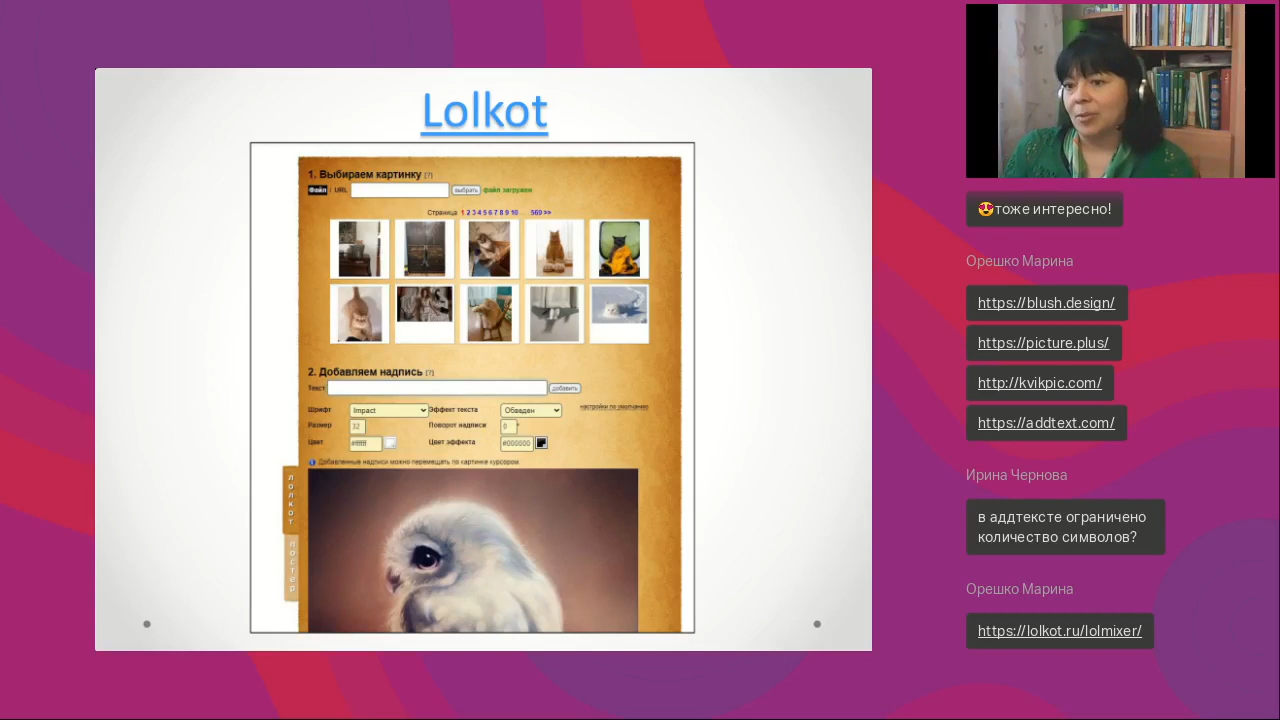 Lolkot
1. Выбираем картинку [?]
Файл | URL выбрать файл загружен
Страница 1 2 3 4 5 6 7 8 9 10 ... 569 >>
2. Добавляем надпись [?]
Текст добавить
Шрифт Impact Эффект текста Обведен настройки по умолчанию
Размер 32 Поворот надписи 0 °
Цвет #ffffff Цвет эффекта #000000
Добавленные надписи можно перемещать по картинке курсором.
лолкот
постер
😍тоже интересно!
Орешко Марина
https://blush.design/
https://picture.plus/
http://kvikpic.com/
https://addtext.com/
Ирина Чернова
в аддтексте ограничено
количество символов?
Орешко Марина
https://lolkot.ru/lolmixer/